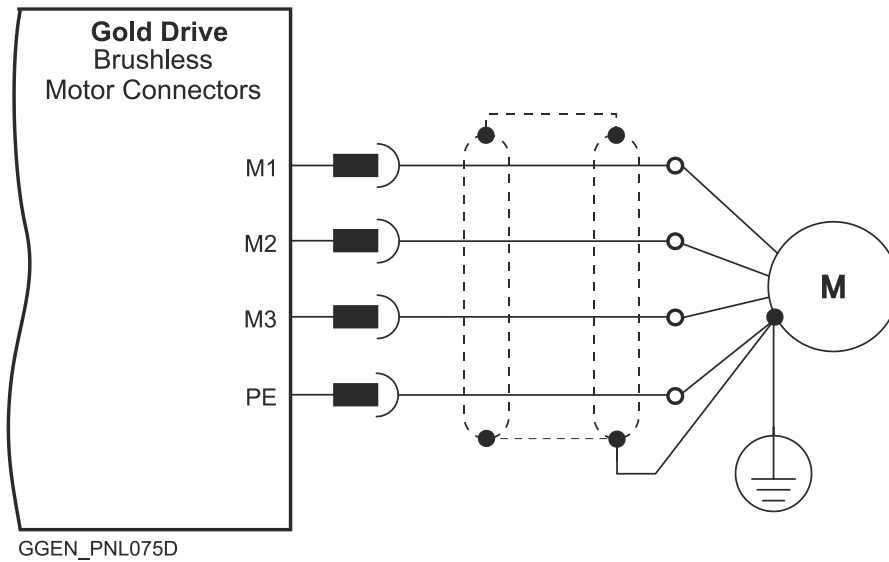 Gold Drive
Brushless
Motor Connectors
M1
M2
M3
PE
M
GGEN_PNL075D